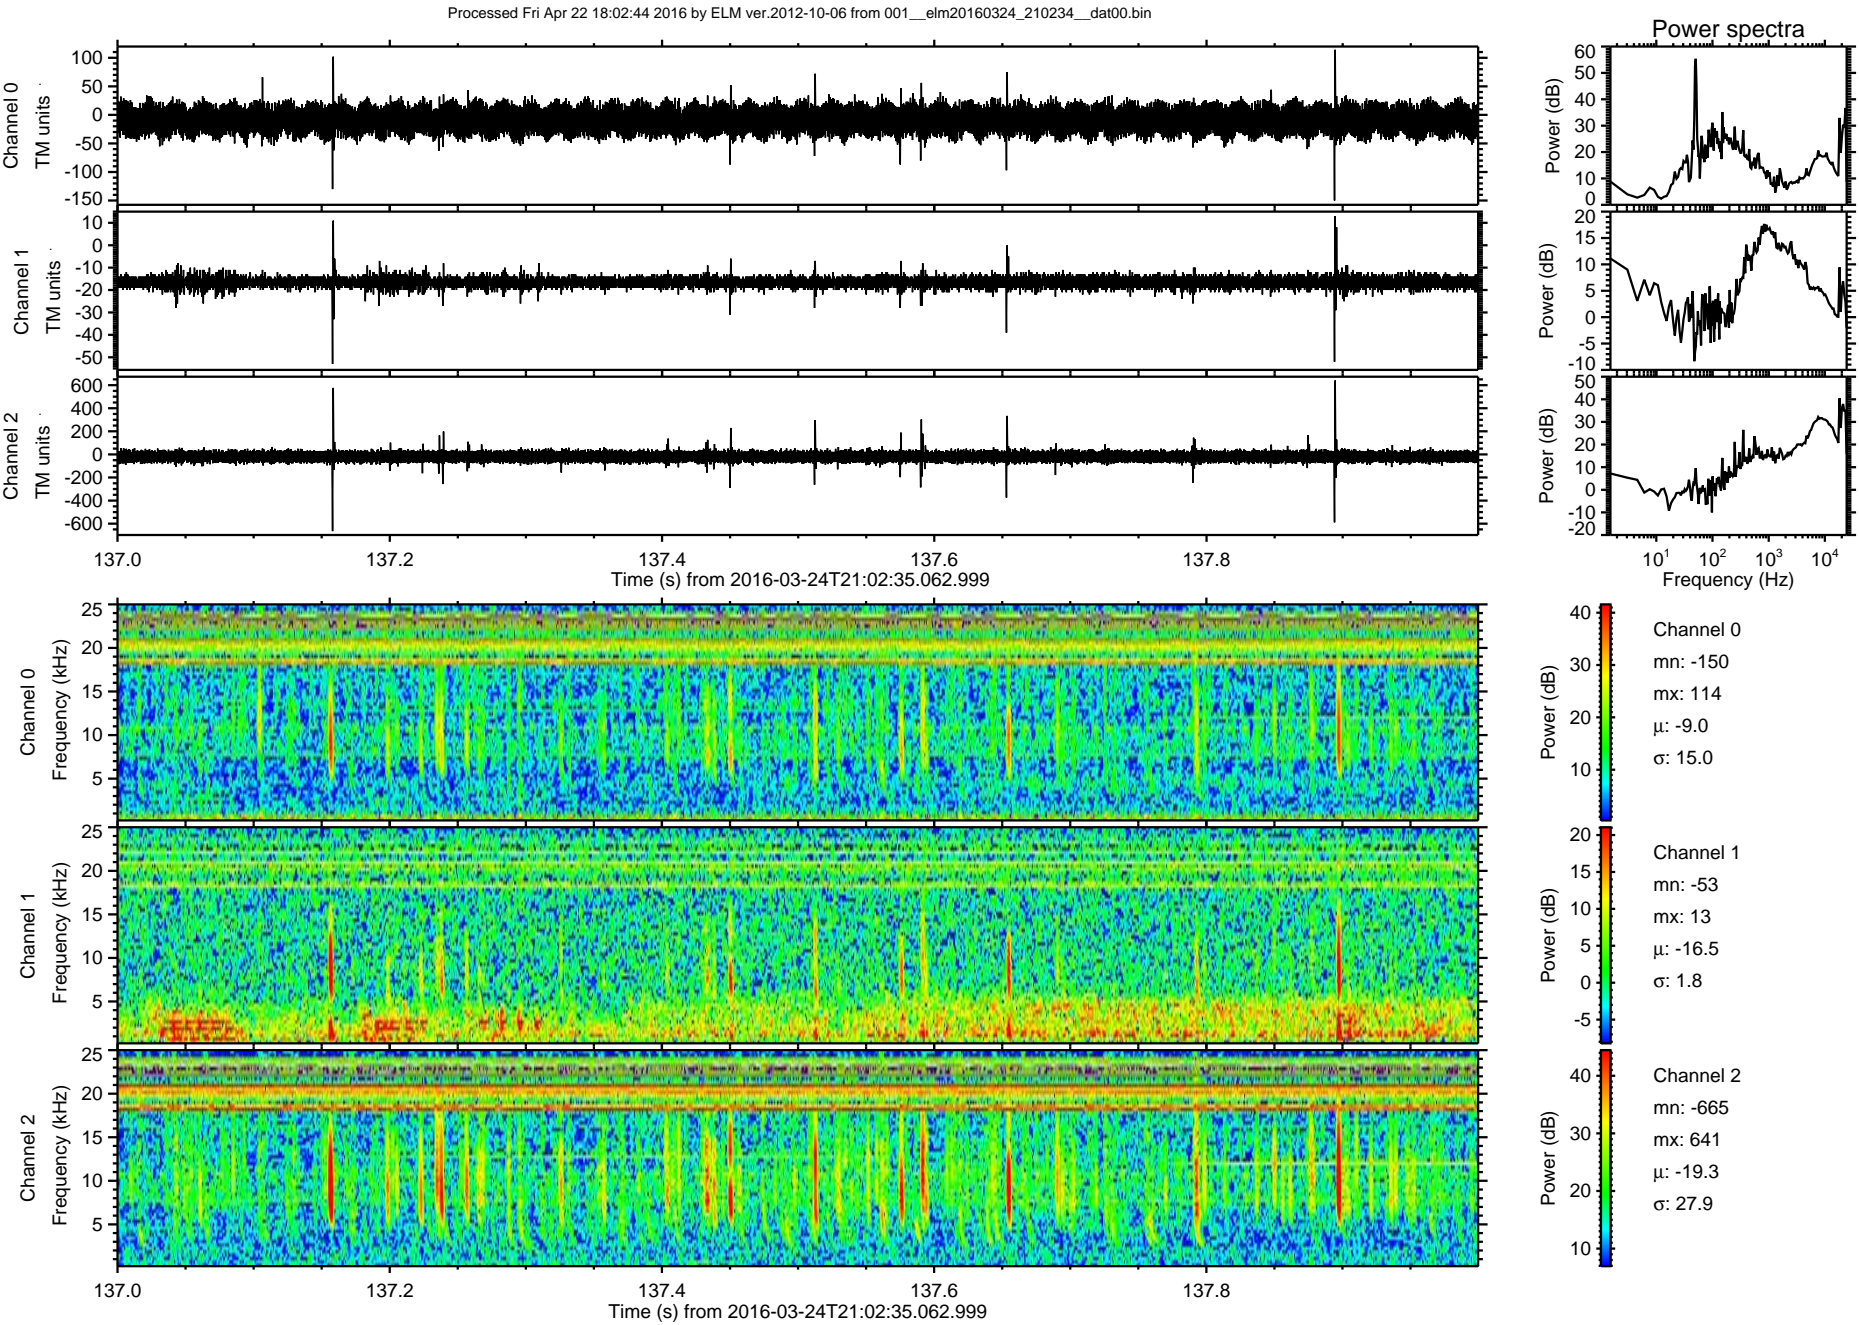 Processed Fri Apr 22 18:02:44 2016 by ELM ver.2012-10-06 from 001__elm20160324_210234__dat00.bin
Power spectra
Channel 0
TM units
100
50
0
-50
-100
-150
Power (dB)
60
50
40
30
20
10
0
Channel 1
TM units
10
0
-10
-20
-30
-40
-50
Power (dB)
20
15
10
5
0
-5
-10
Channel 2
TM units
600
400
200
0
-200
-400
-600
Power (dB)
50
40
30
20
10
0
-10
-20
137.0 137.2 137.4 137.6 137.8
Time (s) from 2016-03-24T21:02:35.062.999
10^1 10^2 10^3 10^4
Frequency (Hz)
Channel 0
Frequency (kHz)
25
20
15
10
5
Power (dB)
40
30
20
10
Channel 0
mn: -150
mx: 114
μ: -9.0
σ: 15.0
Channel 1
Frequency (kHz)
25
20
15
10
5
Power (dB)
20
15
10
5
0
-5
Channel 1
mn: -53
mx: 13
μ: -16.5
σ: 1.8
Channel 2
Frequency (kHz)
25
20
15
10
5
Power (dB)
40
30
20
10
Channel 2
mn: -665
mx: 641
μ: -19.3
σ: 27.9
137.0 137.2 137.4 137.6 137.8
Time (s) from 2016-03-24T21:02:35.062.999